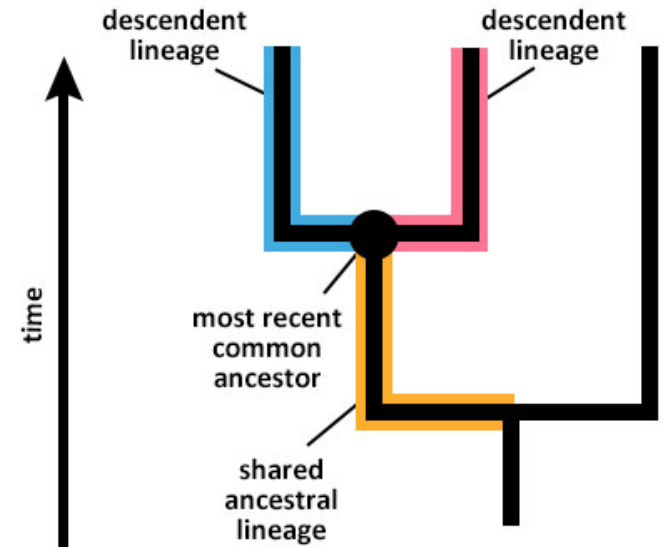 descendent
lineage
descendent
lineage
time
most recent
common
ancestor
shared
ancestral
lineage